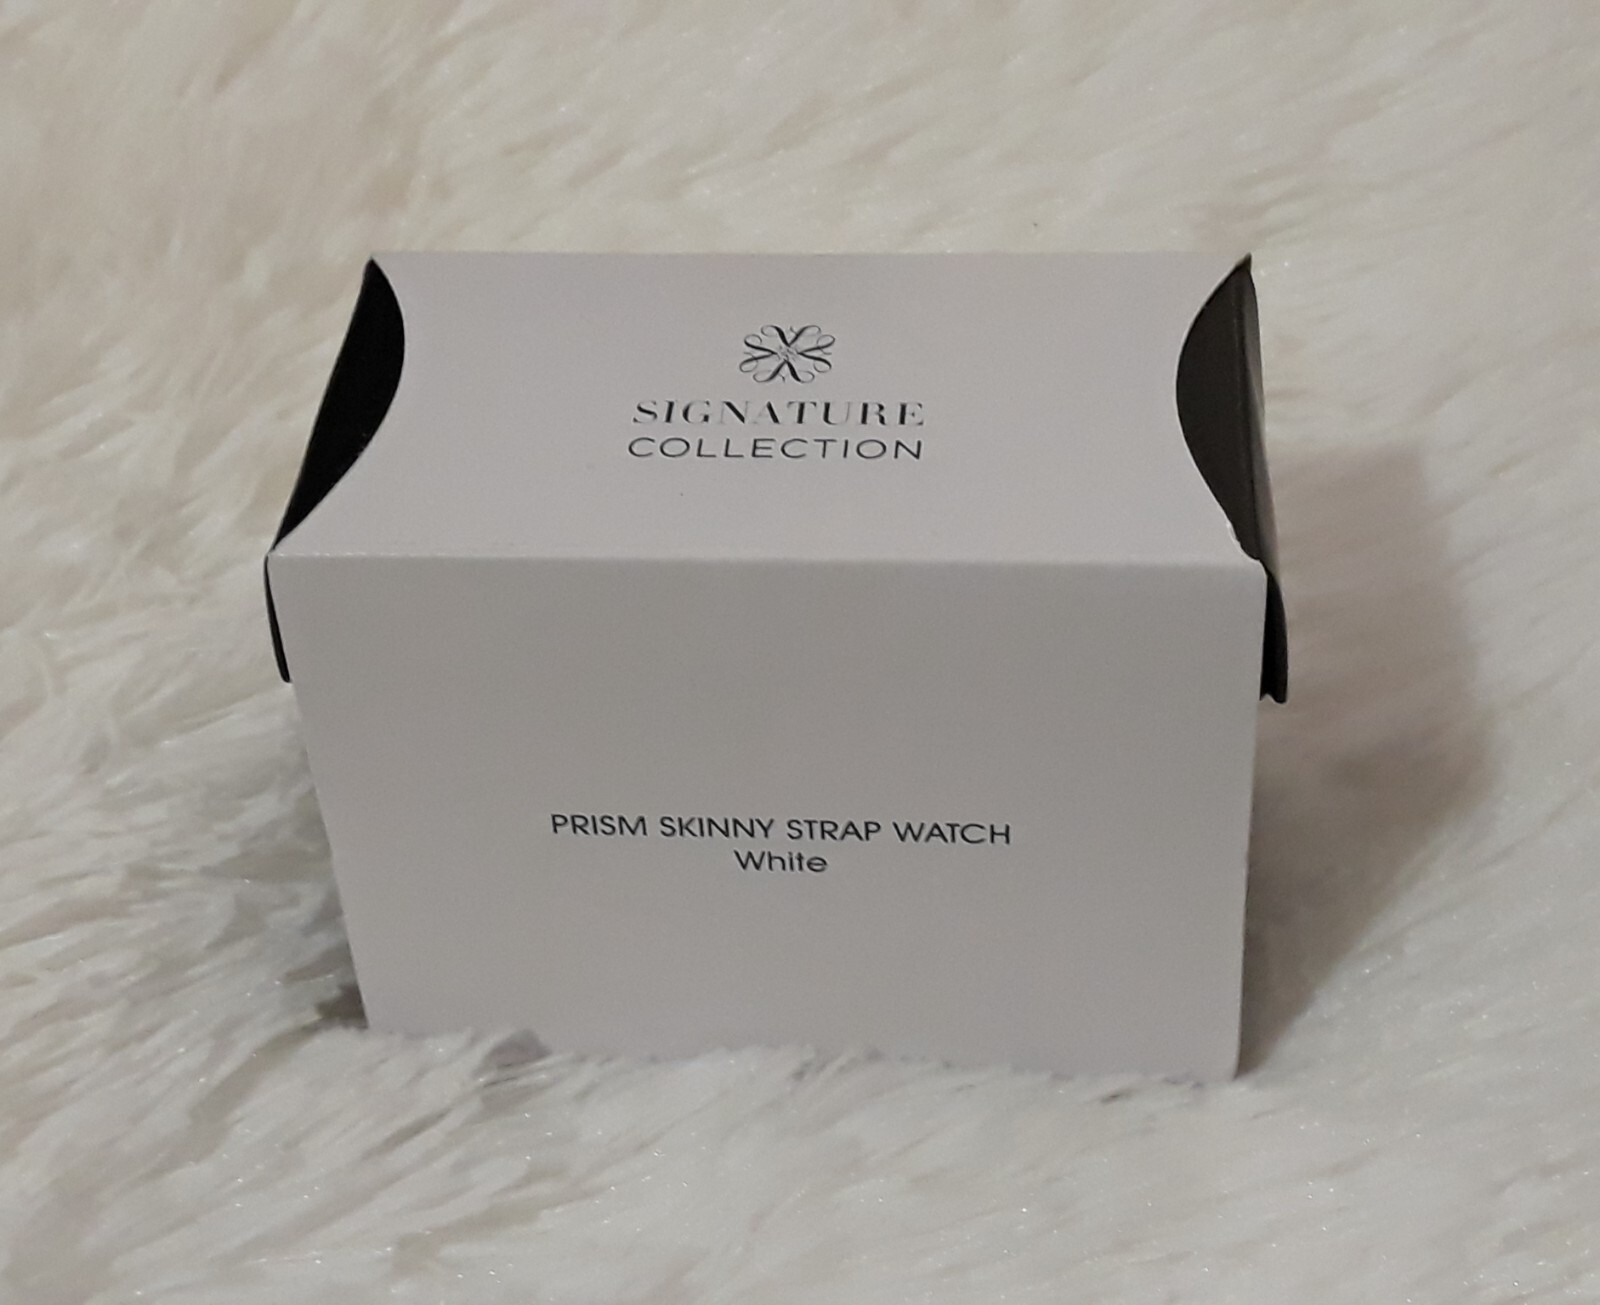 SIGNATURE
COLLECTION
PRISM SKINNY STRAP WATCH
White